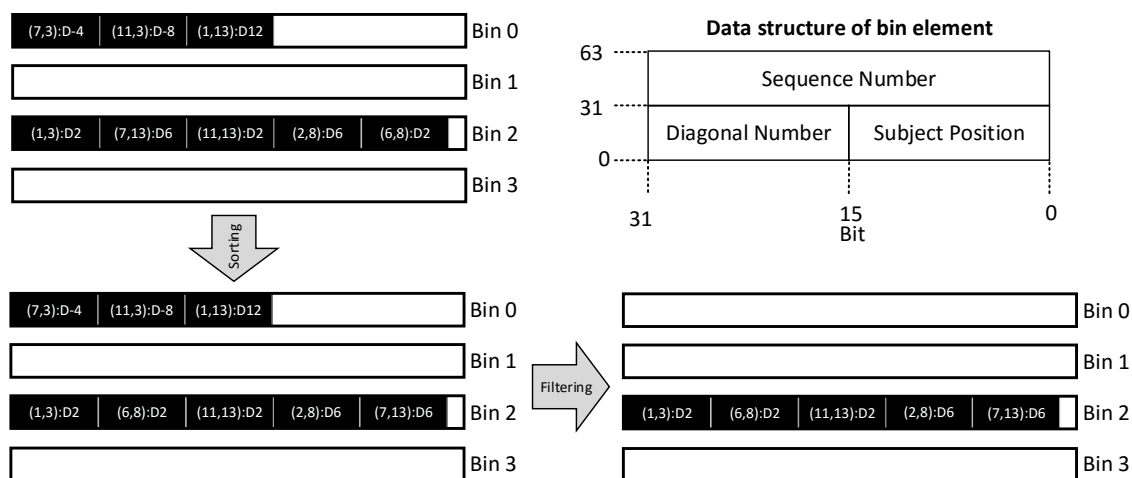 (7,3):D-4 (11,3):D-8 (1,13):D12 Bin 0
Bin 1
(1,3):D2 (7,13):D6 (11,13):D2 (2,8):D6 (6,8):D2 Bin 2
Bin 3
Data structure of bin element
63
Sequence Number
31
Diagonal Number Subject Position
0
31 15 0
Bit
Sorting
(7,3):D-4 (11,3):D-8 (1,13):D12 Bin 0
Bin 1
(1,3):D2 (6,8):D2 (11,13):D2 (2,8):D6 (7,13):D6 Bin 2
Bin 3
Filtering
Bin 0
Bin 1
(1,3):D2 (6,8):D2 (11,13):D2 (2,8):D6 (7,13):D6 Bin 2
Bin 3